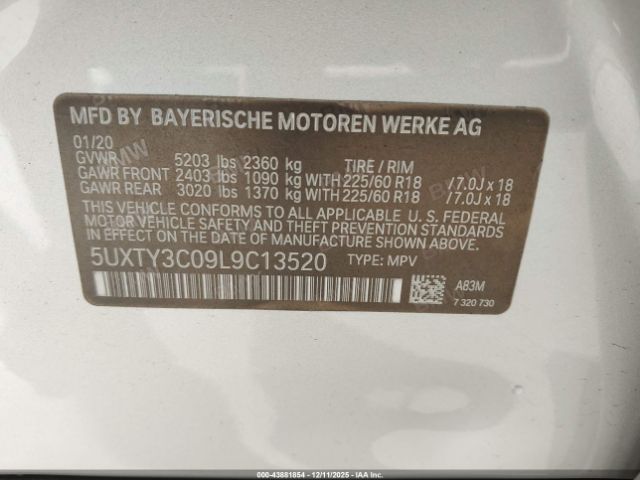 MFD BY BAYERISCHE MOTOREN WERKE AG
01/20
GVWR 5203 lbs 2360 kg TIRE / RIM
GAWR FRONT 2403 lbs 1090 kg WITH 225/60 R18 / 7.0J x 18
GAWR REAR 3020 lbs 1370 kg WITH 225/60 R18 / 7.0J x 18
THIS VEHICLE CONFORMS TO ALL APPLICABLE U. S. FEDERAL
MOTOR VEHICLE SAFETY AND THEFT PREVENTION STANDARDS
IN EFFECT ON THE DATE OF MANUFACTURE SHOWN ABOVE.
5UXTY3C09L9C13520 TYPE: MPV
A83M
7 320 730
000-43881854 | 12/11/2025 - IAA, Inc.